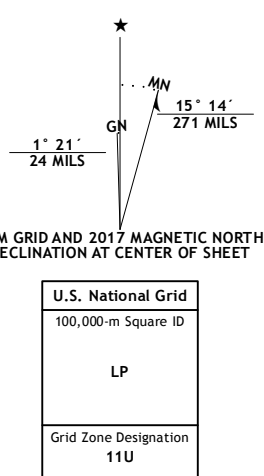 ★
MN
15° 14´
271 MILS
GN
1° 21´
24 MILS
M GRID AND 2017 MAGNETIC NORTH
ECLINATION AT CENTER OF SHEET
U.S. National Grid
100,000-m Square ID
LP
Grid Zone Designation
11U